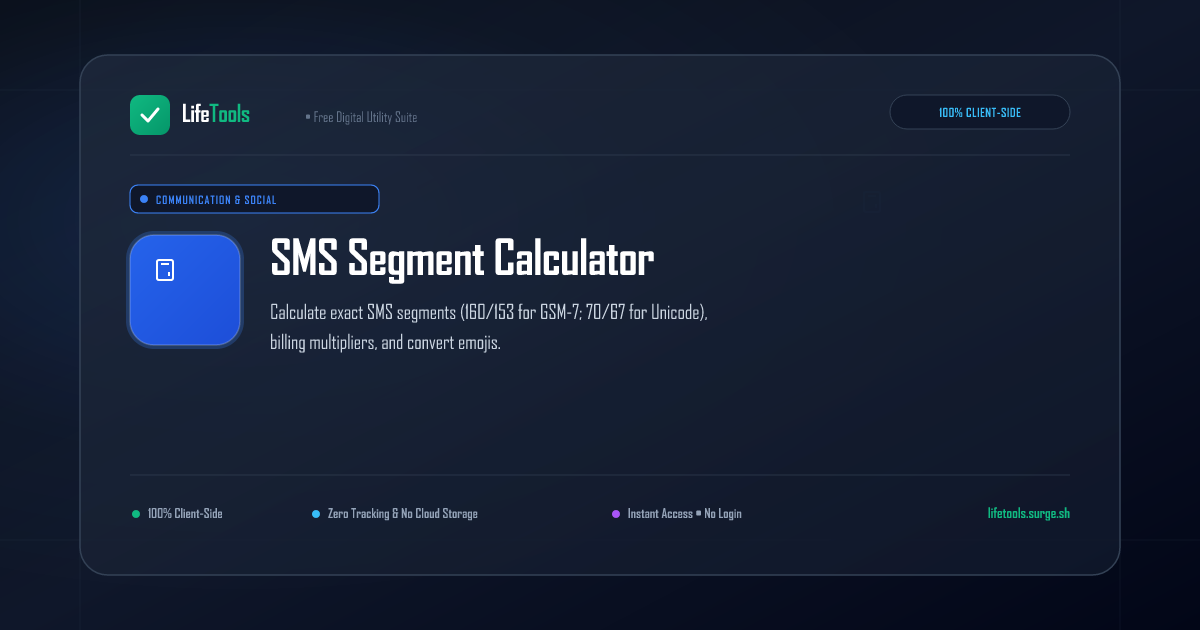 LifeTools
▪ Free Digital Utility Suite
100% CLIENT-SIDE
COMMUNICATION & SOCIAL
SMS Segment Calculator
Calculate exact SMS segments (160/153 for GSM-7; 70/67 for Unicode),
billing multipliers, and convert emojis.
100% Client-Side
Zero Tracking & No Cloud Storage
Instant Access ▪ No Login
lifetools.surge.sh